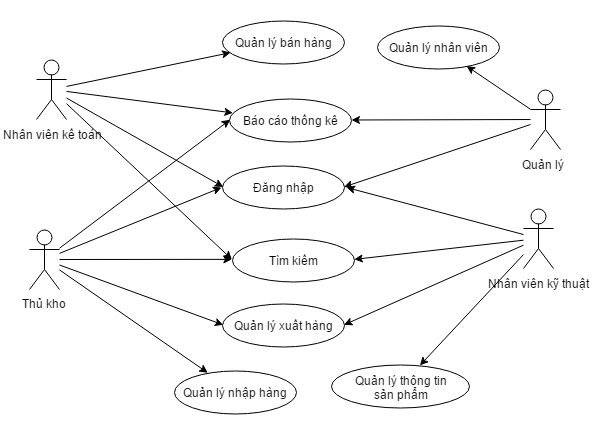 Quản lý bán hàng
Quản lý nhân viên
Nhân viên kế toán
Báo cáo thống kê
Quản lý
Đăng nhập
Tìm kiếm
Nhân viên kỹ thuật
Thủ kho
Quản lý xuất hàng
Quản lý nhập hàng
Quản lý thông tin
sản phẩm